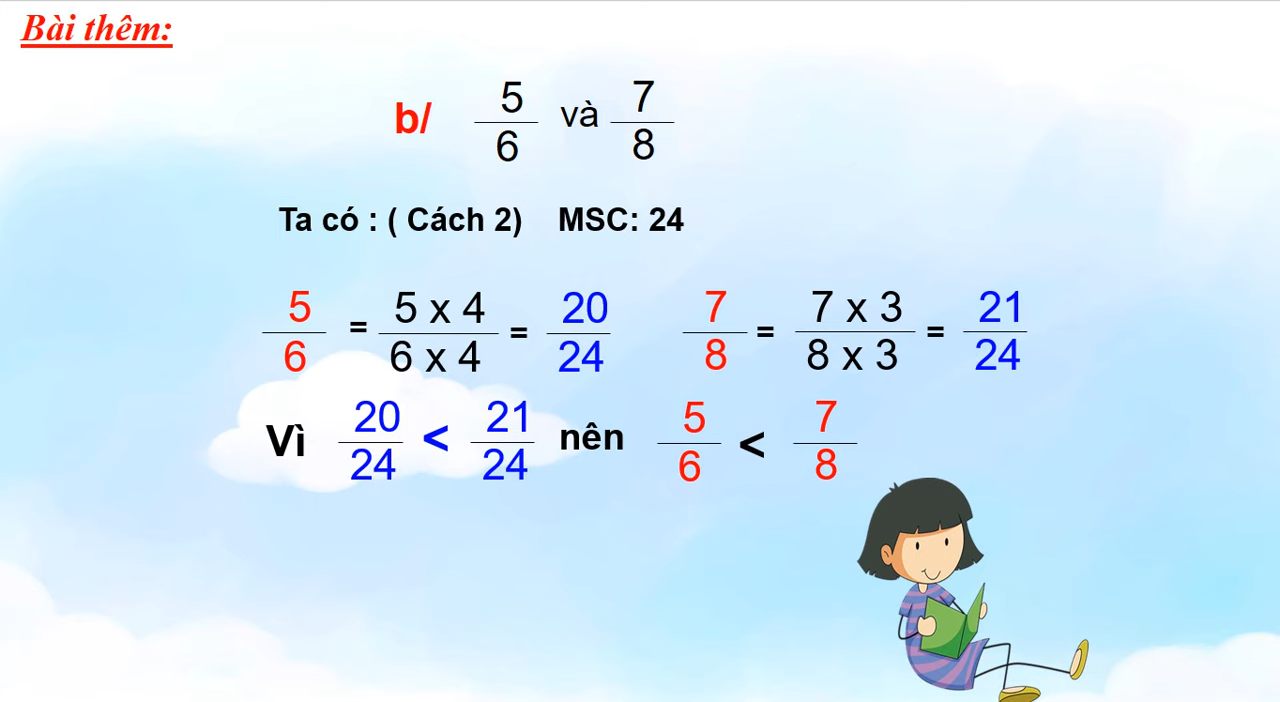 Bài thêm:
b/ 5/6 và 7/8
Ta có : ( Cách 2) MSC: 24
5/6 = 5 x 4/6 x 4 = 20/24 7/8 = 7 x 3/8 x 3 = 21/24
Vì 20/24 < 21/24 nên 5/6 < 7/8